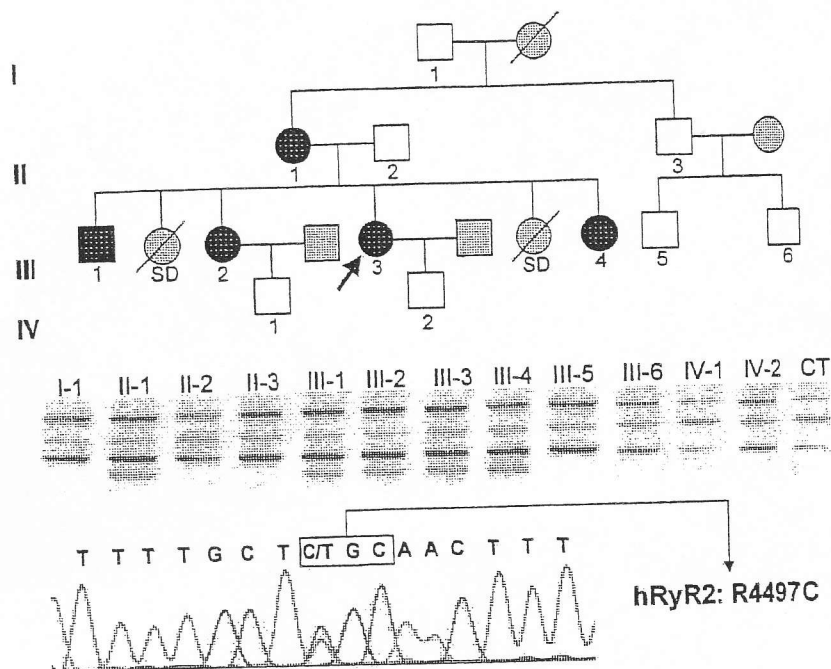 I
1
1 2 3
II
1 SD 2 3 SD 4 5 6
III
1 2
IV
I-1 II-1 II-2 II-3 III-1 III-2 III-3 III-4 III-5 III-6 IV-1 IV-2 CT
T T T T G C T C/T G C A A C T T T
hRyR2: R4497C